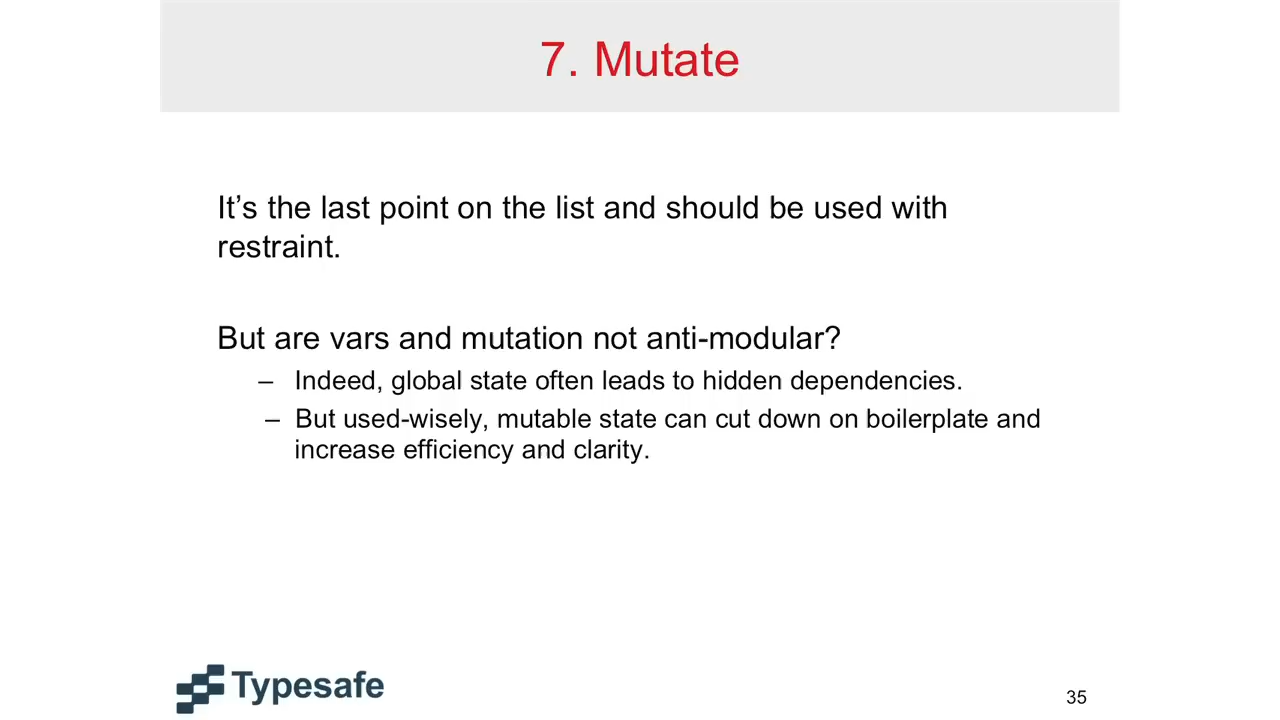 7. Mutate
It’s the last point on the list and should be used with
restraint.
But are vars and mutation not anti-modular?
– Indeed, global state often leads to hidden dependencies.
– But used-wisely, mutable state can cut down on boilerplate and
increase efficiency and clarity.
Typesafe
35